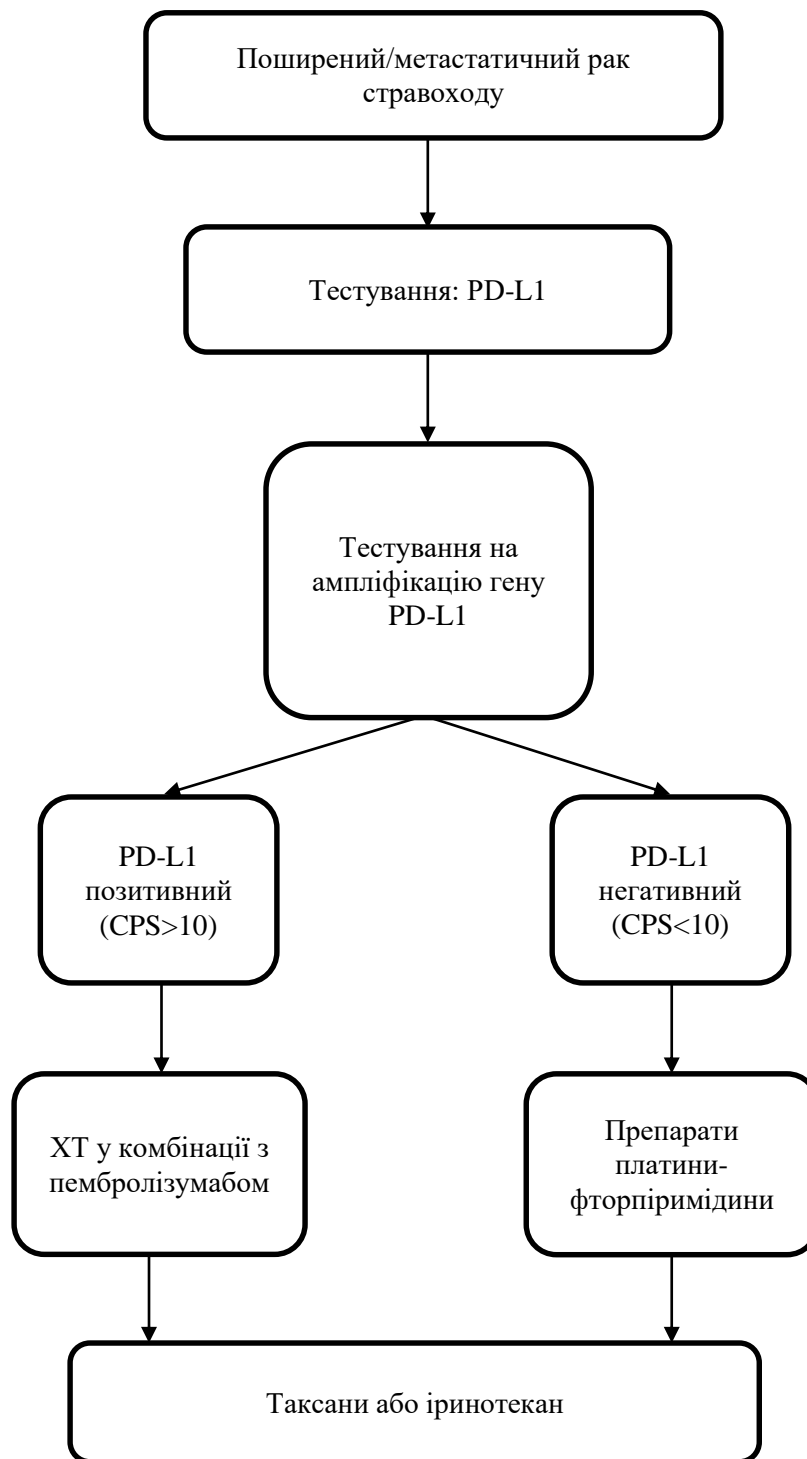 Поширений/метастатичний рак
стравоходу
Тестування: PD-L1
Тестування на
ампліфікацію гену
PD-L1
PD-L1
позитивний
(CPS>10)
PD-L1
негативний
(CPS<10)
ХТ у комбінації з
пембролізумабом
Препарати
платини-
фторпіримідини
Таксани або іринотекан